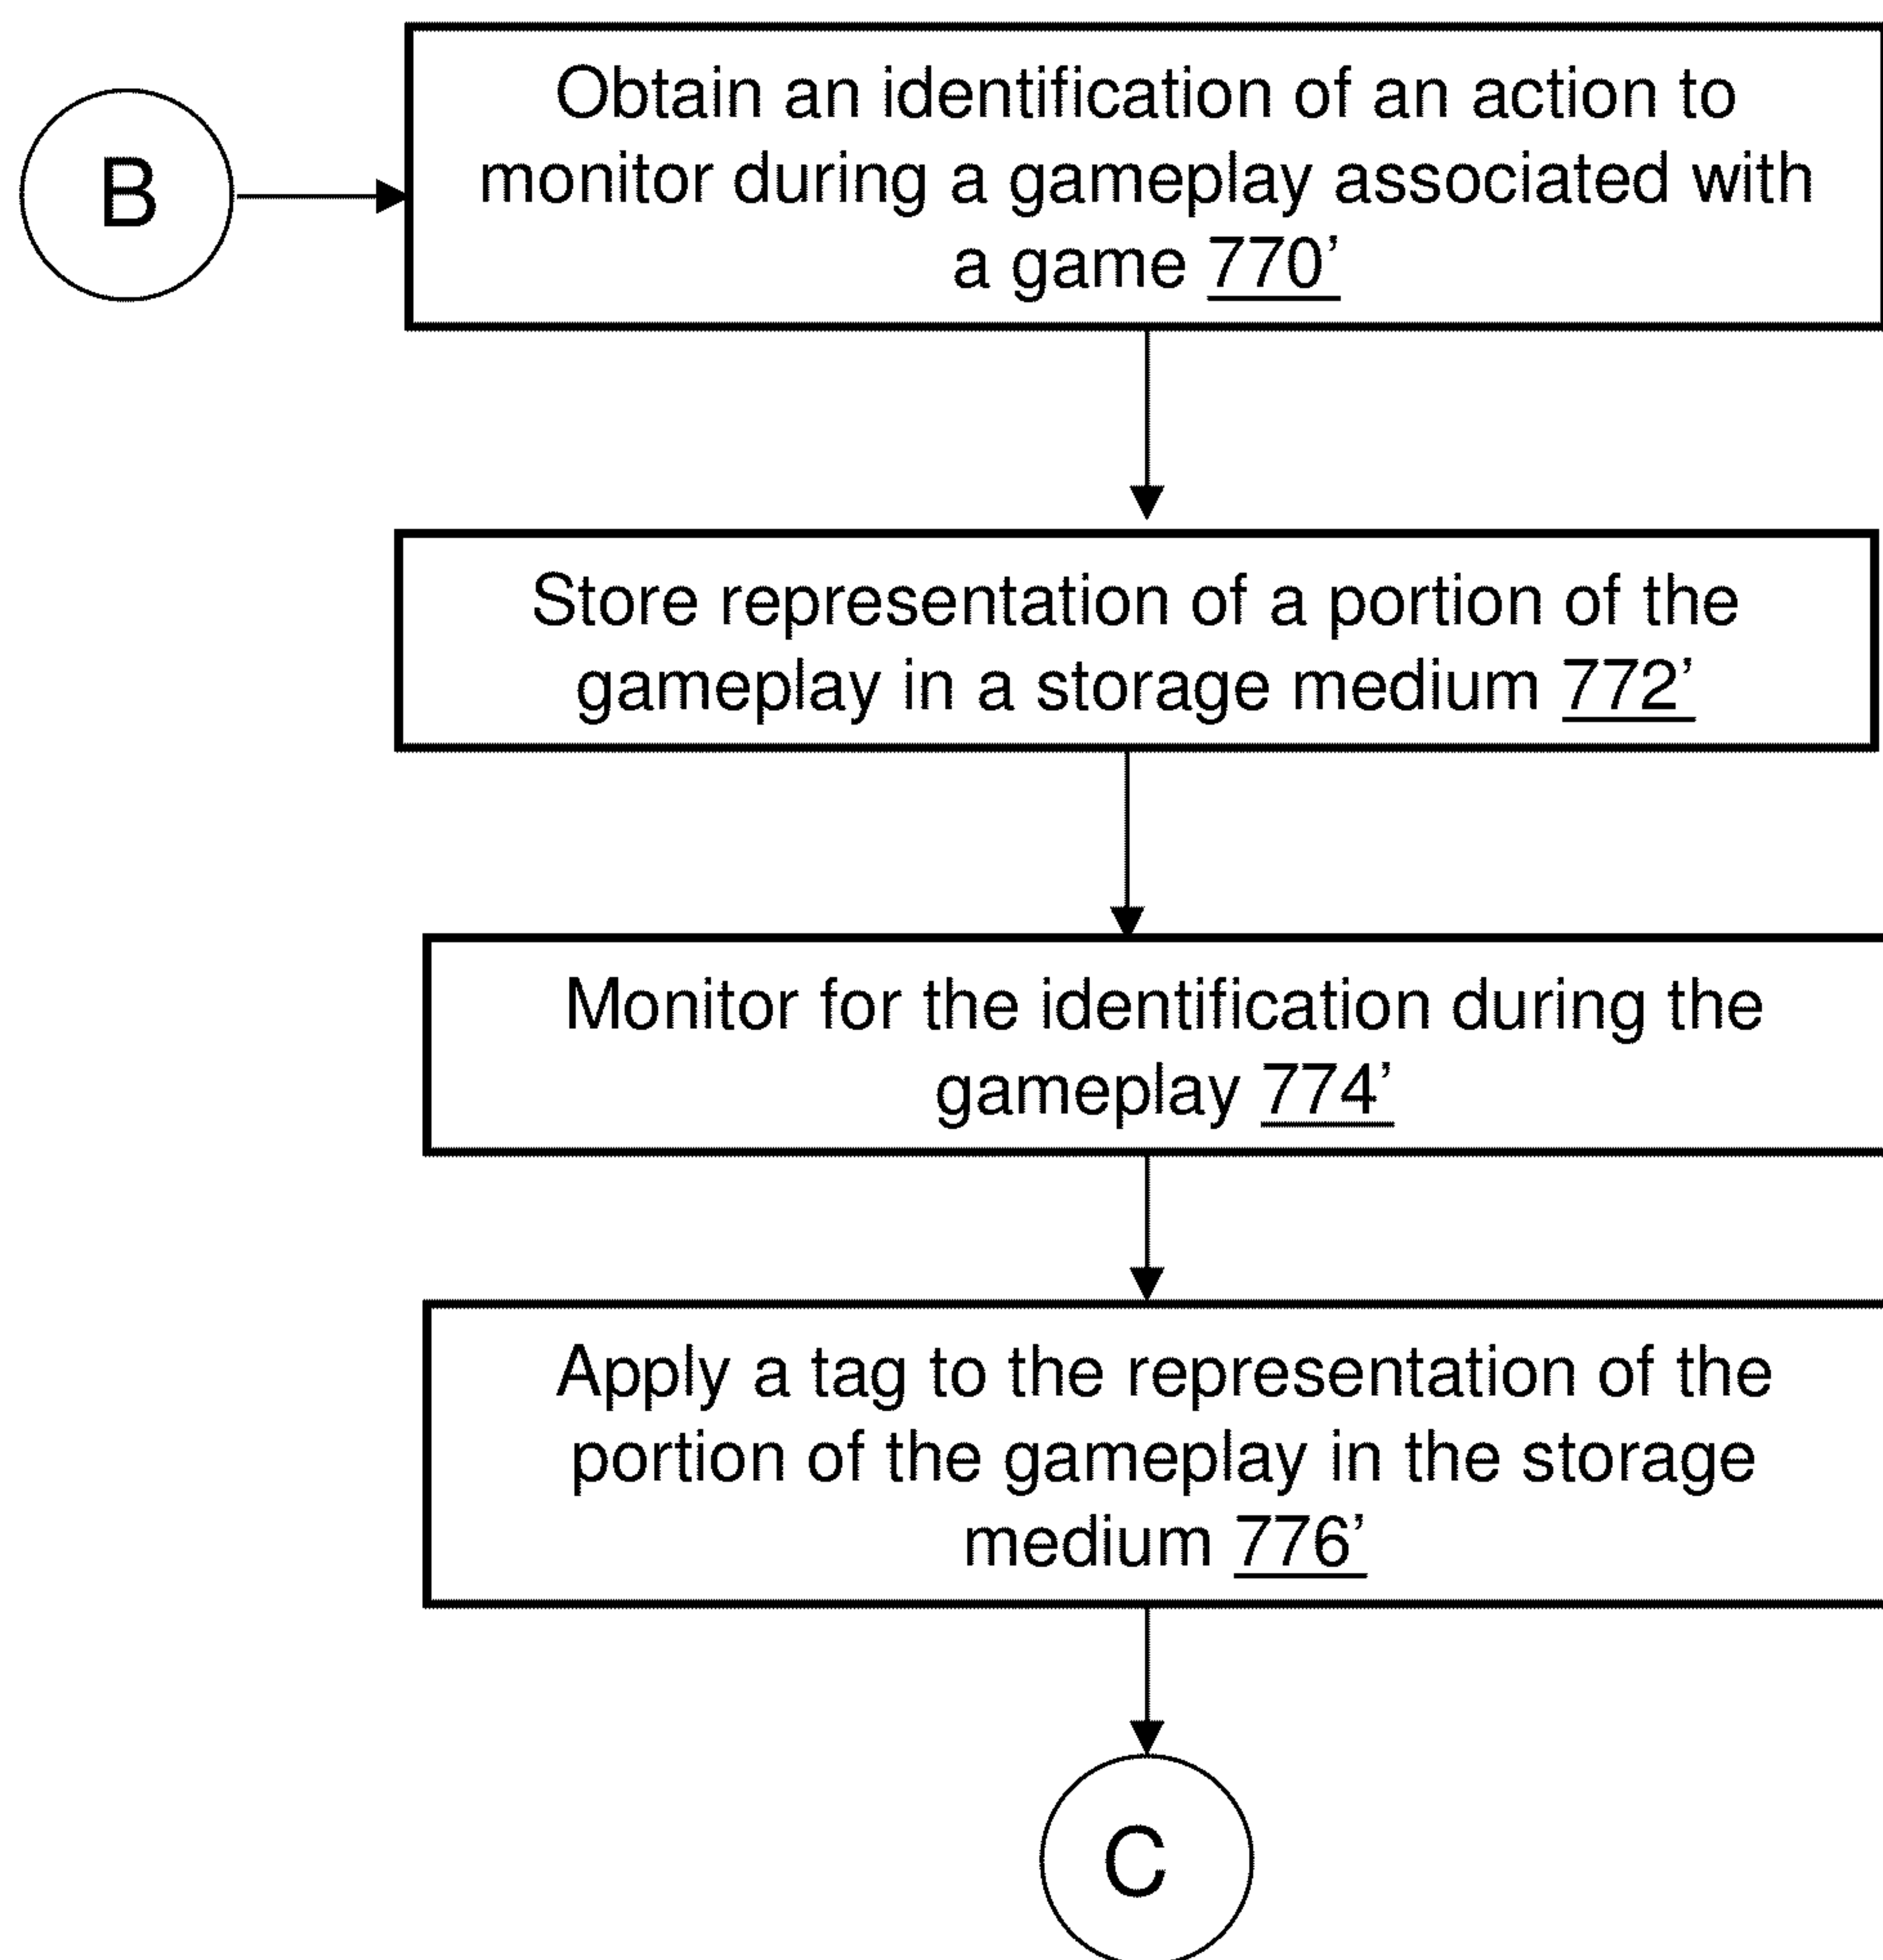 B
Obtain an identification of an action to
monitor during a gameplay associated with
a game 770’
Store representation of a portion of the
gameplay in a storage medium 772’
Monitor for the identification during the
gameplay 774’
Apply a tag to the representation of the
portion of the gameplay in the storage
medium 776’
C